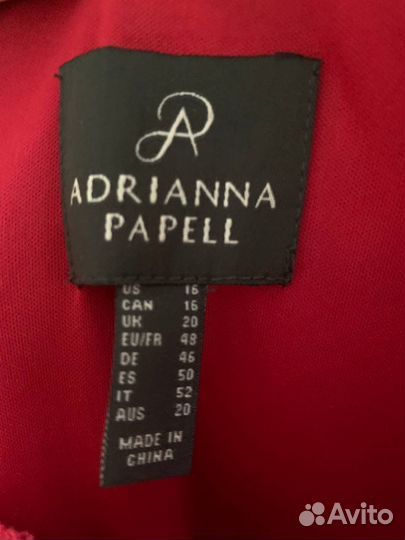 ADRIANNA
PAPELL
US 16
CAN 16
UK 20
EU/FR 48
DE 46
ES 50
IT 52
AUS 20
MADE IN
CHINA
Avito